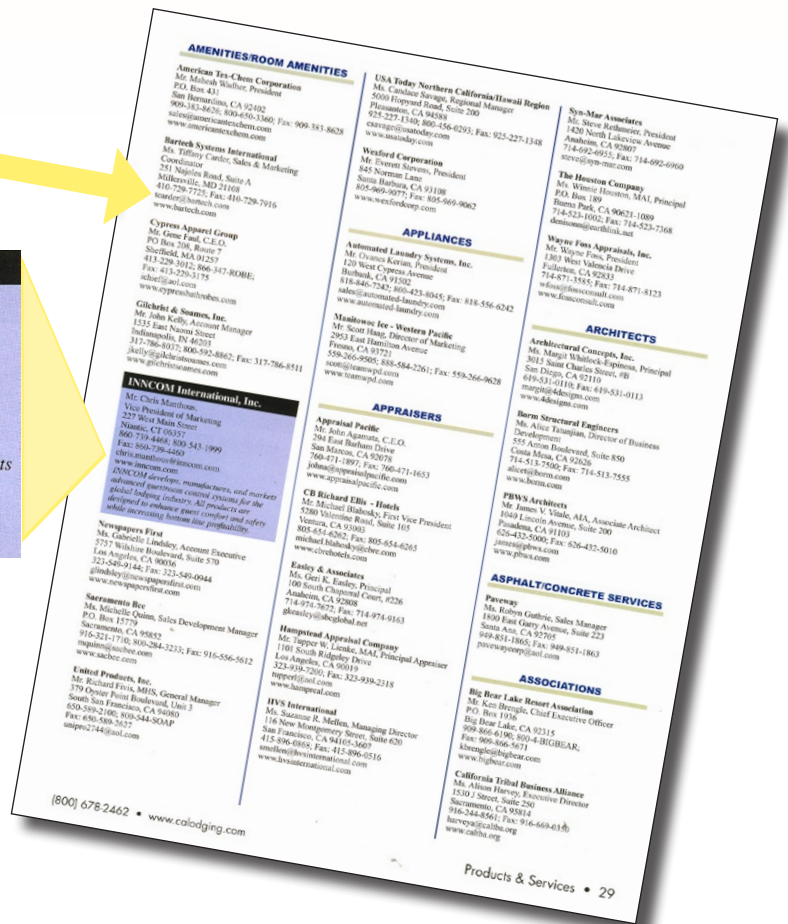 ts
AMENITIES/ROOM AMENITIES
American Tex-Chem Corporation
Mr. Mahesh Wadher, President
P.O. Box 431
San Bernardino, CA 92402
909-383-8626; 800-650-3360; Fax: 909-383-8628
sales@americantexchem.com
www.americantexchem.com
Bartech Systems International
Ms. Tiffany Carder, Sales & Marketing
Coordinator
251 Najoles Road, Suite A
Millersville, MD 21108
410-729-7725; Fax: 410-729-7916
tcarder@bartech.com
www.bartech.com
Cypress Apparel Group
Mr. Gene Faul, C.E.O.
PO Box 208, Route 7
Sheffield, MA 01257
413-229-3012; 866-347-ROBE;
Fax: 413-229-3175
schief@aol.com
www.cypressbathrobes.com
Gilchrist & Soames, Inc.
Mr. John Kelly, Account Manager
1535 East Naomi Street
Indianapolis, IN 46203
317-786-8037; 800-592-8862; Fax: 317-786-8511
jkelly@gilchristsoames.com
www.gilchristsoames.com
INNCOM International, Inc.
Mr. Chris Manthous,
Vice President of Marketing
227 West Main Street
Niantic, CT 06357
860-739-4468; 800-543-1999
Fax: 860-739-4460
chris.manthous@inncom.com
www.inncom.com
INNCOM develops, manufactures, and markets
advanced guestroom control systems for the
global lodging industry. All products are
designed to enhance guest comfort and safety
while increasing bottom line profitability.
Newspapers First
Ms. Gabrielle Lindsley, Account Executive
5757 Wilshire Boulevard, Suite 570
Los Angeles, CA 90036
323-549-9144; Fax: 323-549-0944
glindsley@newspapersfirst.com
www.newspapersfirst.com
Sacramento Bee
Ms. Michelle Quinn, Sales Development Manager
P.O. Box 15779
Sacramento, CA 95852
916-321-1710; 800-284-3233; Fax: 916-556-5612
mquinn@sacbee.com
www.sacbee.com
United Products, Inc.
Mr. Richard Fivis, MHS, General Manager
379 Oyster Point Boulevard, Unit 3
South San Francisco, CA 94080
650-589-2100; 809-544-SOAP
Fax: 650-589-2627
unipro2744@aol.com
USA Today Northern California/Hawaii Region
Ms. Candace Savage, Regional Manager
5000 Hopyard Road, Suite 200
Pleasanton, CA 94588
925-227-1340; 800-456-0293; Fax: 925-227-1348
csavage@usatoday.com
www.usatoday.com
Wexford Corporation
Mr. Everett Stevens, President
845 Norman Lane
Santa Barbara, CA 93108
805-969-9077; Fax: 805-969-9062
www.wexfordcorp.com
APPLIANCES
Automated Laundry Systems, Inc.
Mr. Ovanes Kerian, President
120 West Cypress Avenue
Burbank, CA 91502
818-846-7242; 800-423-8045; Fax: 818-556-6242
sales@automated-laundry.com
www.automated-laundry.com
Manitowoc Ice - Western Pacific
Mr. Scott Haag, Director of Marketing
2953 East Hamilton Avenue
Fresno, CA 93721
559-266-9505; 888-584-2261; Fax: 559-266-9628
scott@teamwpd.com
www.teamwpd.com
APPRAISERS
Appraisal Pacific
Mr. John Agamata, C.E.O.
294 East Barham Drive
San Marcos, CA 92078
760-471-1897; Fax: 760-471-1653
johna@appraisalpacific.com
www.appraisalpacific.com
CB Richard Ellis - Hotels
Mr. Michael Blahosky, First Vice President
5280 Valentine Road, Suite 105
Ventura, CA 93003
805-654-6262; Fax: 805-654-6265
michael.blahosky@cbre.com
www.cbrehotels.com
Easley & Associates
Ms. Geri K. Easley, Principal
100 South Chaparral Court, #226
Anaheim, CA 92808
714-974-7672; Fax: 714-974-9163
gkeasley@sbcglobal.net
Hampstead Appraisal Company
Mr. Tupper W. Lienke, MAI, Principal Appraiser
1101 South Ridgeley Drive
Los Angeles, CA 90019
323-939-7200; Fax: 323-939-2318
tupperl@aol.com
www.hampreal.com
HVS International
Ms. Suzanne R. Mellen, Managing Director
116 New Montgomery Street, Suite 620
San Francisco, CA 94105-3607
415-896-0868; Fax: 415-896-0516
smellen@hvsinternational.com
www.hvsinternational.com
Syn-Mar Associates
Mr. Steve Rethmeier, President
1420 North Lakeview Avenue
Anaheim, CA 92807
714-692-6955; Fax: 714-692-6960
steve@syn-mar.com
The Houston Company
Ms. Winnie Houston, MAI, Principal
P.O. Box 189
Buena Park, CA 90621-1089
714-523-1002; Fax: 714-523-7368
denisonn@earthlink.net
Wayne Foss Appraisals, Inc.
Mr. Wayne Foss, President
1303 West Valencia Drive
Fullerton, CA 92833
714-871-3585; Fax: 714-871-8123
wfoss@fossconsult.com
www.fossconsult.com
ARCHITECTS
Architectural Concepts, Inc.
Ms. Margit Whitlock-Espinosa, Principal
3015 Saint Charles Street, #B
San Diego, CA 92110
619-531-0110; Fax: 619-531-0113
margit@4designs.com
www.4designs.com
Borm Structural Engineers
Ms. Alice Tatunjian, Director of Business
Development
555 Anton Boulevard, Suite 850
Costa Mesa, CA 92626
714-513-7500; Fax: 714-513-7555
alicet@borm.com
www.borm.com
PBWS Architects
Mr. James V. Vitale, AIA, Associate Architect
1040 Lincoln Avenue, Suite 200
Pasadena, CA 91103
626-432-5000; Fax: 626-432-5010
james@pbws.com
www.pbws.com
ASPHALT/CONCRETE SERVICES
Paveway
Ms. Robyn Guthrie, Sales Manager
1800 East Garry Avenue, Suite 223
Santa Ana, CA 92705
949-851-1865; Fax: 949-851-1863
pavewaycorp@aol.com
ASSOCIATIONS
Big Bear Lake Resort Association
Mr. Ken Brengle, Chief Executive Officer
P.O. Box 1936
Big Bear Lake, CA 92315
909-866-6190; 800-4-BIGBEAR,
Fax: 909-866-5671
kbrengle@bigbear.com
www.bigbear.com
California Tribal Business Alliance
Ms. Alison Harvey, Executive Director
1530 J Street, Suite 250
Sacramento, CA 95814
916-244-8561; Fax: 916-669-0350
harveya@caltba.org
www.caltba.org
(800) 678-2462 • www.calodging.com
Products & Services • 29